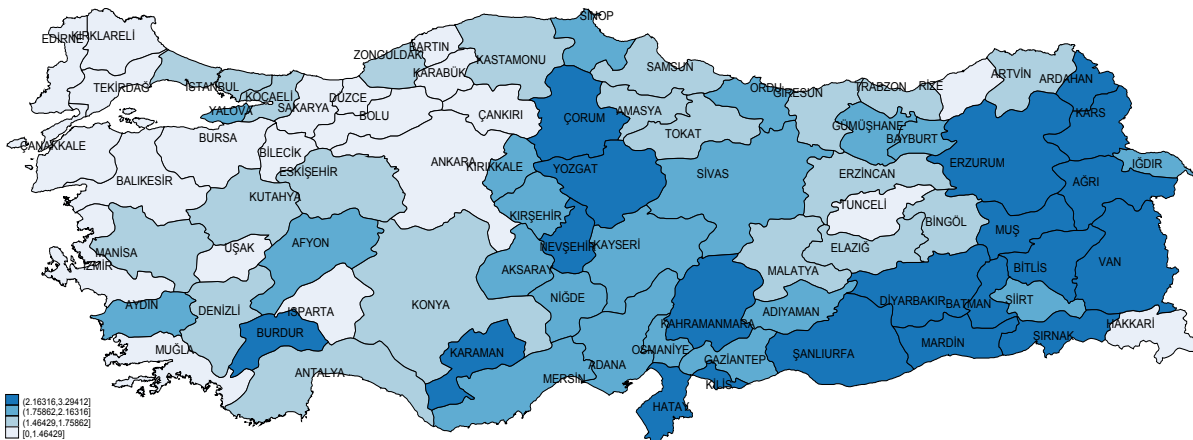 SİNOP
EDİRNE
KIRKLARELİ
BARTIN
ZONGULDAK
KASTAMONU
KARABÜK
SAMSUN
ARTVİN
ARDAHAN
TEKİRDAĞ
İSTANBUL
KOÇAELİ
YALOVA
SAKARYA
DÜZCE
BOLU
ÇANKIRI
ÇORUM
AMASYA
TOKAT
ORDU
GİRESUN
TRABZON
RİZE
KARS
GÜMÜŞHANE
BAYBURT
ÇANAKKALE
BURSA
BİLECİK
ESKİŞEHİR
ANKARA
KIRIKKALE
YOZGAT
SİVAS
ERZİNCAN
ERZURUM
IĞDIR
AĞRI
BALIKESİR
KUTAHYA
KIRŞEHİR
TUNCELİ
BİNGÖL
MUŞ
MANİSA
UŞAK
AFYON
NEVŞEHİR
KAYSERİ
ELAZIĞ
MALATYA
BİTLİS
VAN
İZMİR
AKSARAY
NİĞDE
AYDIN
DENİZLİ
ISPARTA
KONYA
KAHRAMANMARA
ADIYAMAN
DİYARBAKIR
BATMAN
SİİRT
HAKKARİ
BURDUR
MUĞLA
KARAMAN
ANTALYA
MERSİN
ADANA
OSMANİYE
GAZİANTEP
ŞANLIURFA
MARDİN
ŞIRNAK
KİLİS
HATAY
(2.16316,3.29412]
(1.75862,2.16316]
(1.46429,1.75862]
[0,1.46429]